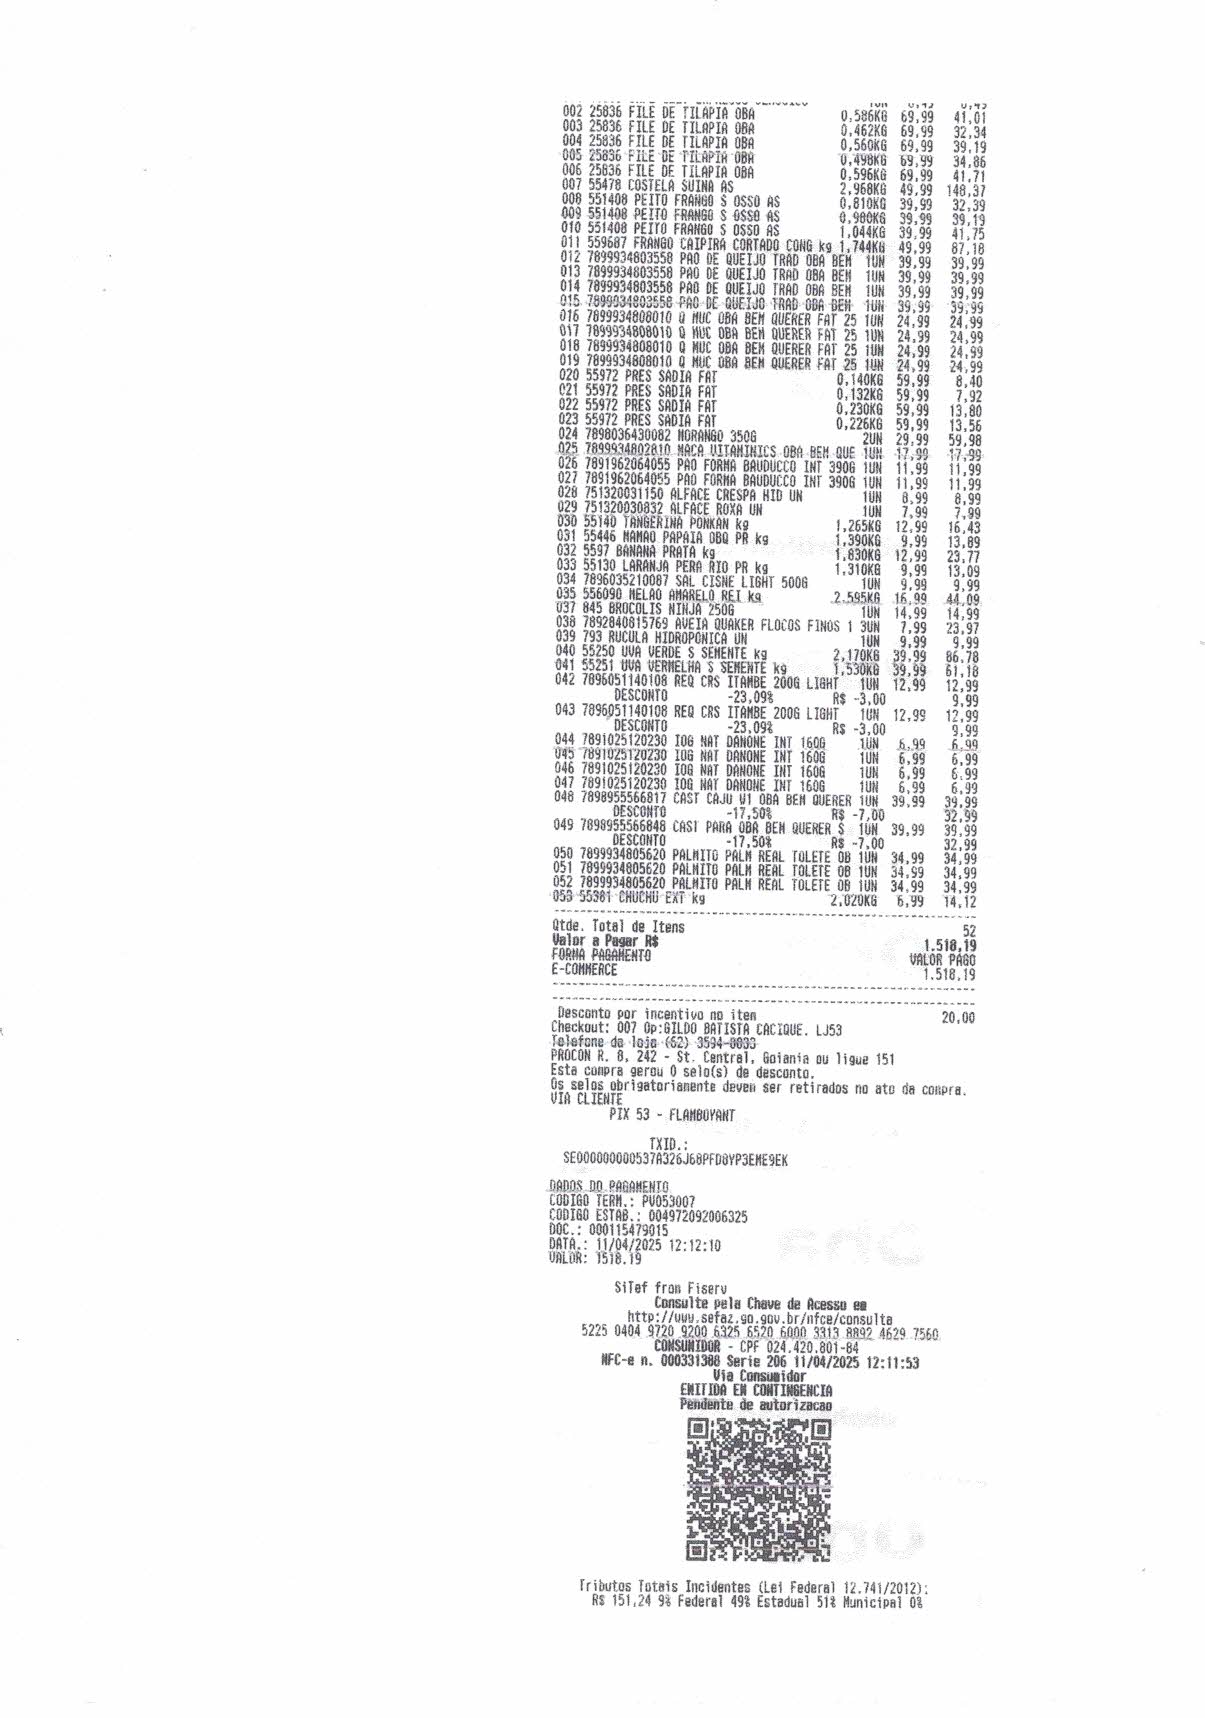 002 25836 FILE DE TILAPIA OBA 0,586KG 69,99 41,01
003 25836 FILE DE TILAPIA OBA 0,462KG 69,99 32,34
004 25836 FILE DE TILAPIA OBA 0,560KG 69,99 39,19
005 25836 FILE DE TILAPIA OBA 0,498KG 69,99 34,86
006 25836 FILE DE TILAPIA OBA 0,596KG 69,99 41,71
007 55478 COSTELA SUINA AS 2,968KG 49,99 148,37
008 551408 PEITO FRANGO S OSSO AS 0,810KG 39,99 32,39
009 551408 PEITO FRANGO S OSSO AS 0,980KG 39,99 39,19
010 551408 PEITO FRANGO S OSSO AS 1,044KG 39,99 41,75
011 559687 FRANGO CAIPIRA CORTADO CONG kg 1,744KG 49,99 87,18
012 7899934803558 PAO DE QUEIJO TRAD OBA BEM 1UN 39,99 39,99
013 7899934803558 PAO DE QUEIJO TRAD OBA BEM 1UN 39,99 39,99
014 7899934803558 PAO DE QUEIJO TRAD OBA BEM 1UN 39,99 39,99
015 7899934803558 PAO DE QUEIJO TRAD OBA BEM 1UN 39,99 39,99
016 7899934808010 Q MUC OBA BEM QUERER FAT 25 1UN 24,99 24,99
017 7899934808010 Q MUC OBA BEM QUERER FAT 25 1UN 24,99 24,99
018 7899934808010 Q MUC OBA BEM QUERER FAT 25 1UN 24,99 24,99
019 7899934808010 Q MUC OBA BEM QUERER FAT 25 1UN 24,99 24,99
020 55972 PRES SADIA FAT 0,140KG 59,99 8,40
021 55972 PRES SADIA FAT 0,132KG 59,99 7,92
022 55972 PRES SADIA FAT 0,230KG 59,99 13,80
023 55972 PRES SADIA FAT 0,226KG 59,99 13,56
024 7898036430082 MORANGO 350G 2UN 29,99 59,98
025 7899934802810 MACA VITAMINICS OBA BEM QUE 1UN 17,99 17,99
026 7891962064055 PAO FORMA BAUDUCCO INT 390G 1UN 11,99 11,99
027 7891962064055 PAO FORMA BAUDUCCO INT 390G 1UN 11,99 11,99
028 751320031150 ALFACE CRESPA HID UN 1UN 8,99 8,99
029 751320030832 ALFACE ROXA UN 1UN 7,99 7,99
030 55140 TANGERINA PONKAN kg 1,265KG 12,99 16,43
031 55446 MAMAO PAPAIA OBQ PR kg 1,390KG 9,99 13,89
032 5597 BANANA PRATA kg 1,830KG 12,99 23,77
033 55130 LARANJA PERA RIO PR kg 1,310KG 9,99 13,09
034 7896035210087 SAL CISNE LIGHT 500G 1UN 9,99 9,99
035 556090 MELAO AMARELO REI kg 2,595KG 16,99 44,09
037 845 BROCOLIS NINJA 250G 1UN 14,99 14,99
038 7892840815769 AVEIA QUAKER FLOCOS FINOS 1 3UN 7,99 23,97
039 793 RUCULA HIDROPONICA UN 1UN 9,99 9,99
040 55250 UVA VERDE S SEMENTE kg 2,170KG 39,99 86,78
041 55251 UVA VERMELHA S SEMENTE kg 1,530KG 39,99 61,18
042 7896051140108 REQ CRS ITAMBE 200G LIGHT 1UN 12,99 12,99
DESCONTO -23,09% R$ -3,00 9,99
043 7896051140108 REQ CRS ITAMBE 200G LIGHT 1UN 12,99 12,99
DESCONTO -23,09% R$ -3,00 9,99
044 7891025120230 IOG NAT DANONE INT 160G 1UN 6,99 6,99
045 7891025120230 IOG NAT DANONE INT 160G 1UN 6,99 6,99
046 7891025120230 IOG NAT DANONE INT 160G 1UN 6,99 6,99
047 7891025120230 IOG NAT DANONE INT 160G 1UN 6,99 6,99
048 7898955566817 CAST CAJU W1 OBA BEM QUERER 1UN 39,99 39,99
DESCONTO -17,50% R$ -7,00 32,99
049 7898955566848 CAST PARA OBA BEM QUERER S 1UN 39,99 39,99
DESCONTO -17,50% R$ -7,00 32,99
050 7899934805620 PALMITO PALM REAL TOLETE OB 1UN 34,99 34,99
051 7899934805620 PALMITO PALM REAL TOLETE OB 1UN 34,99 34,99
052 7899934805620 PALMITO PALM REAL TOLETE OB 1UN 34,99 34,99
053 55381 CHUCHU EXT kg 2,020KG 6,99 14,12
Qtde. Total de Itens 52
Valor a Pagar R$ 1.518,19
FORMA PAGAMENTO VALOR PAGO
E-COMMERCE 1.518,19
Desconto por incentivo no item 20,00
Checkout: 007 Op:GILDO BATISTA CACIQUE. LJ53
Telefone da loja (62) 3594-0033
PROCON R. 8, 242 - St. Central, Goiania ou ligue 151
Esta compra gerou 0 selo(s) de desconto.
Os selos obrigatoriamente devem ser retirados no ato da compra.
VIA CLIENTE
PIX 53 - FLAMBOYANT
TXID.:
SE000000000537A326J68PFD8YP3EME9EK
DADOS DO PAGAMENTO
CODIGO TERM.: PV053007
CODIGO ESTAB.: 004972092006325
DOC.: 000115479015
DATA.: 11/04/2025 12:12:10
VALOR: 1518.19
SiTef from Fiserv
Consulte pela Chave de Acesso em
http://www.sefaz.go.gov.br/nfce/consulta
5225 0404 9720 9200 6325 6520 6000 3313 8892 4629 7560
CONSUMIDOR - CPF 024.420.801-84
NFC-e n. 000331388 Serie 206 11/04/2025 12:11:53
Via Consumidor
EMITIDA EM CONTINGENCIA
Pendente de autorizacao
Tributos Totais Incidentes (Lei Federal 12.741/2012):
R$ 151,24 9% Federal 49% Estadual 51% Municipal 0%